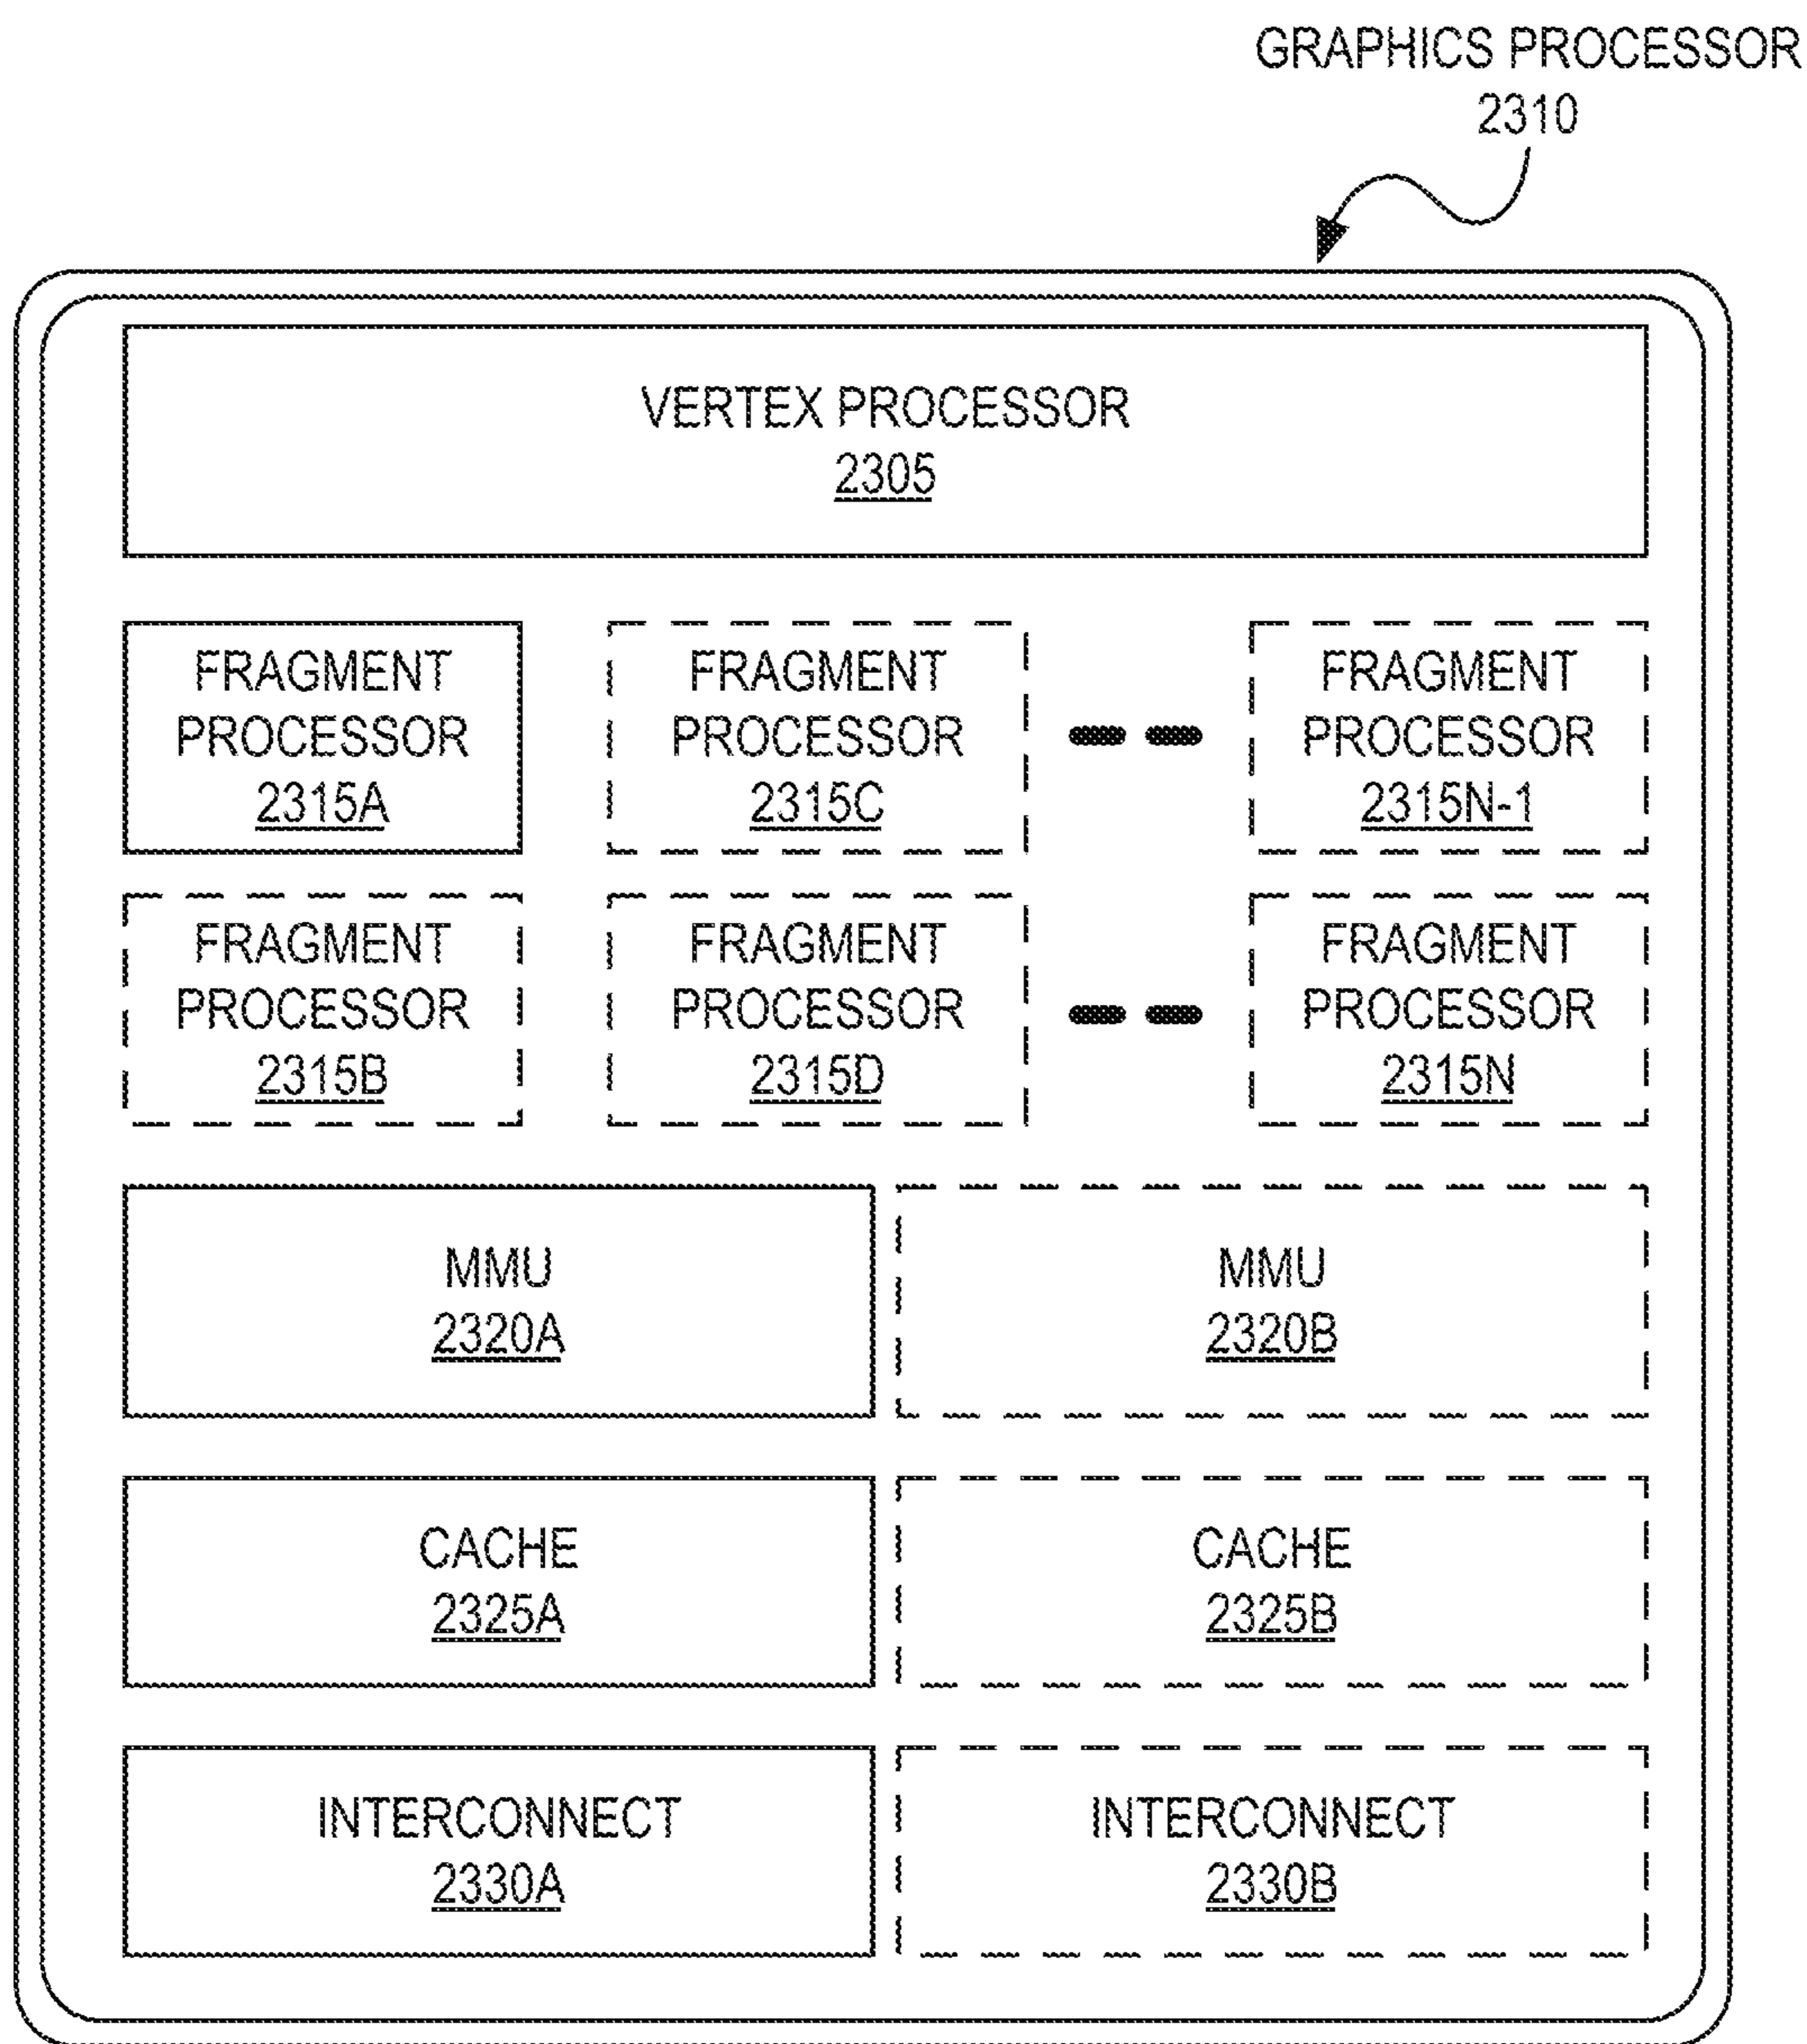 GRAPHICS PROCESSOR
2310
VERTEX PROCESSOR
2305
FRAGMENT
PROCESSOR
2315A
FRAGMENT
PROCESSOR
2315C
FRAGMENT
PROCESSOR
2315N-1
FRAGMENT
PROCESSOR
2315B
FRAGMENT
PROCESSOR
2315D
FRAGMENT
PROCESSOR
2315N
MMU
2320A
MMU
2320B
CACHE
2325A
CACHE
2325B
INTERCONNECT
2330A
INTERCONNECT
2330B